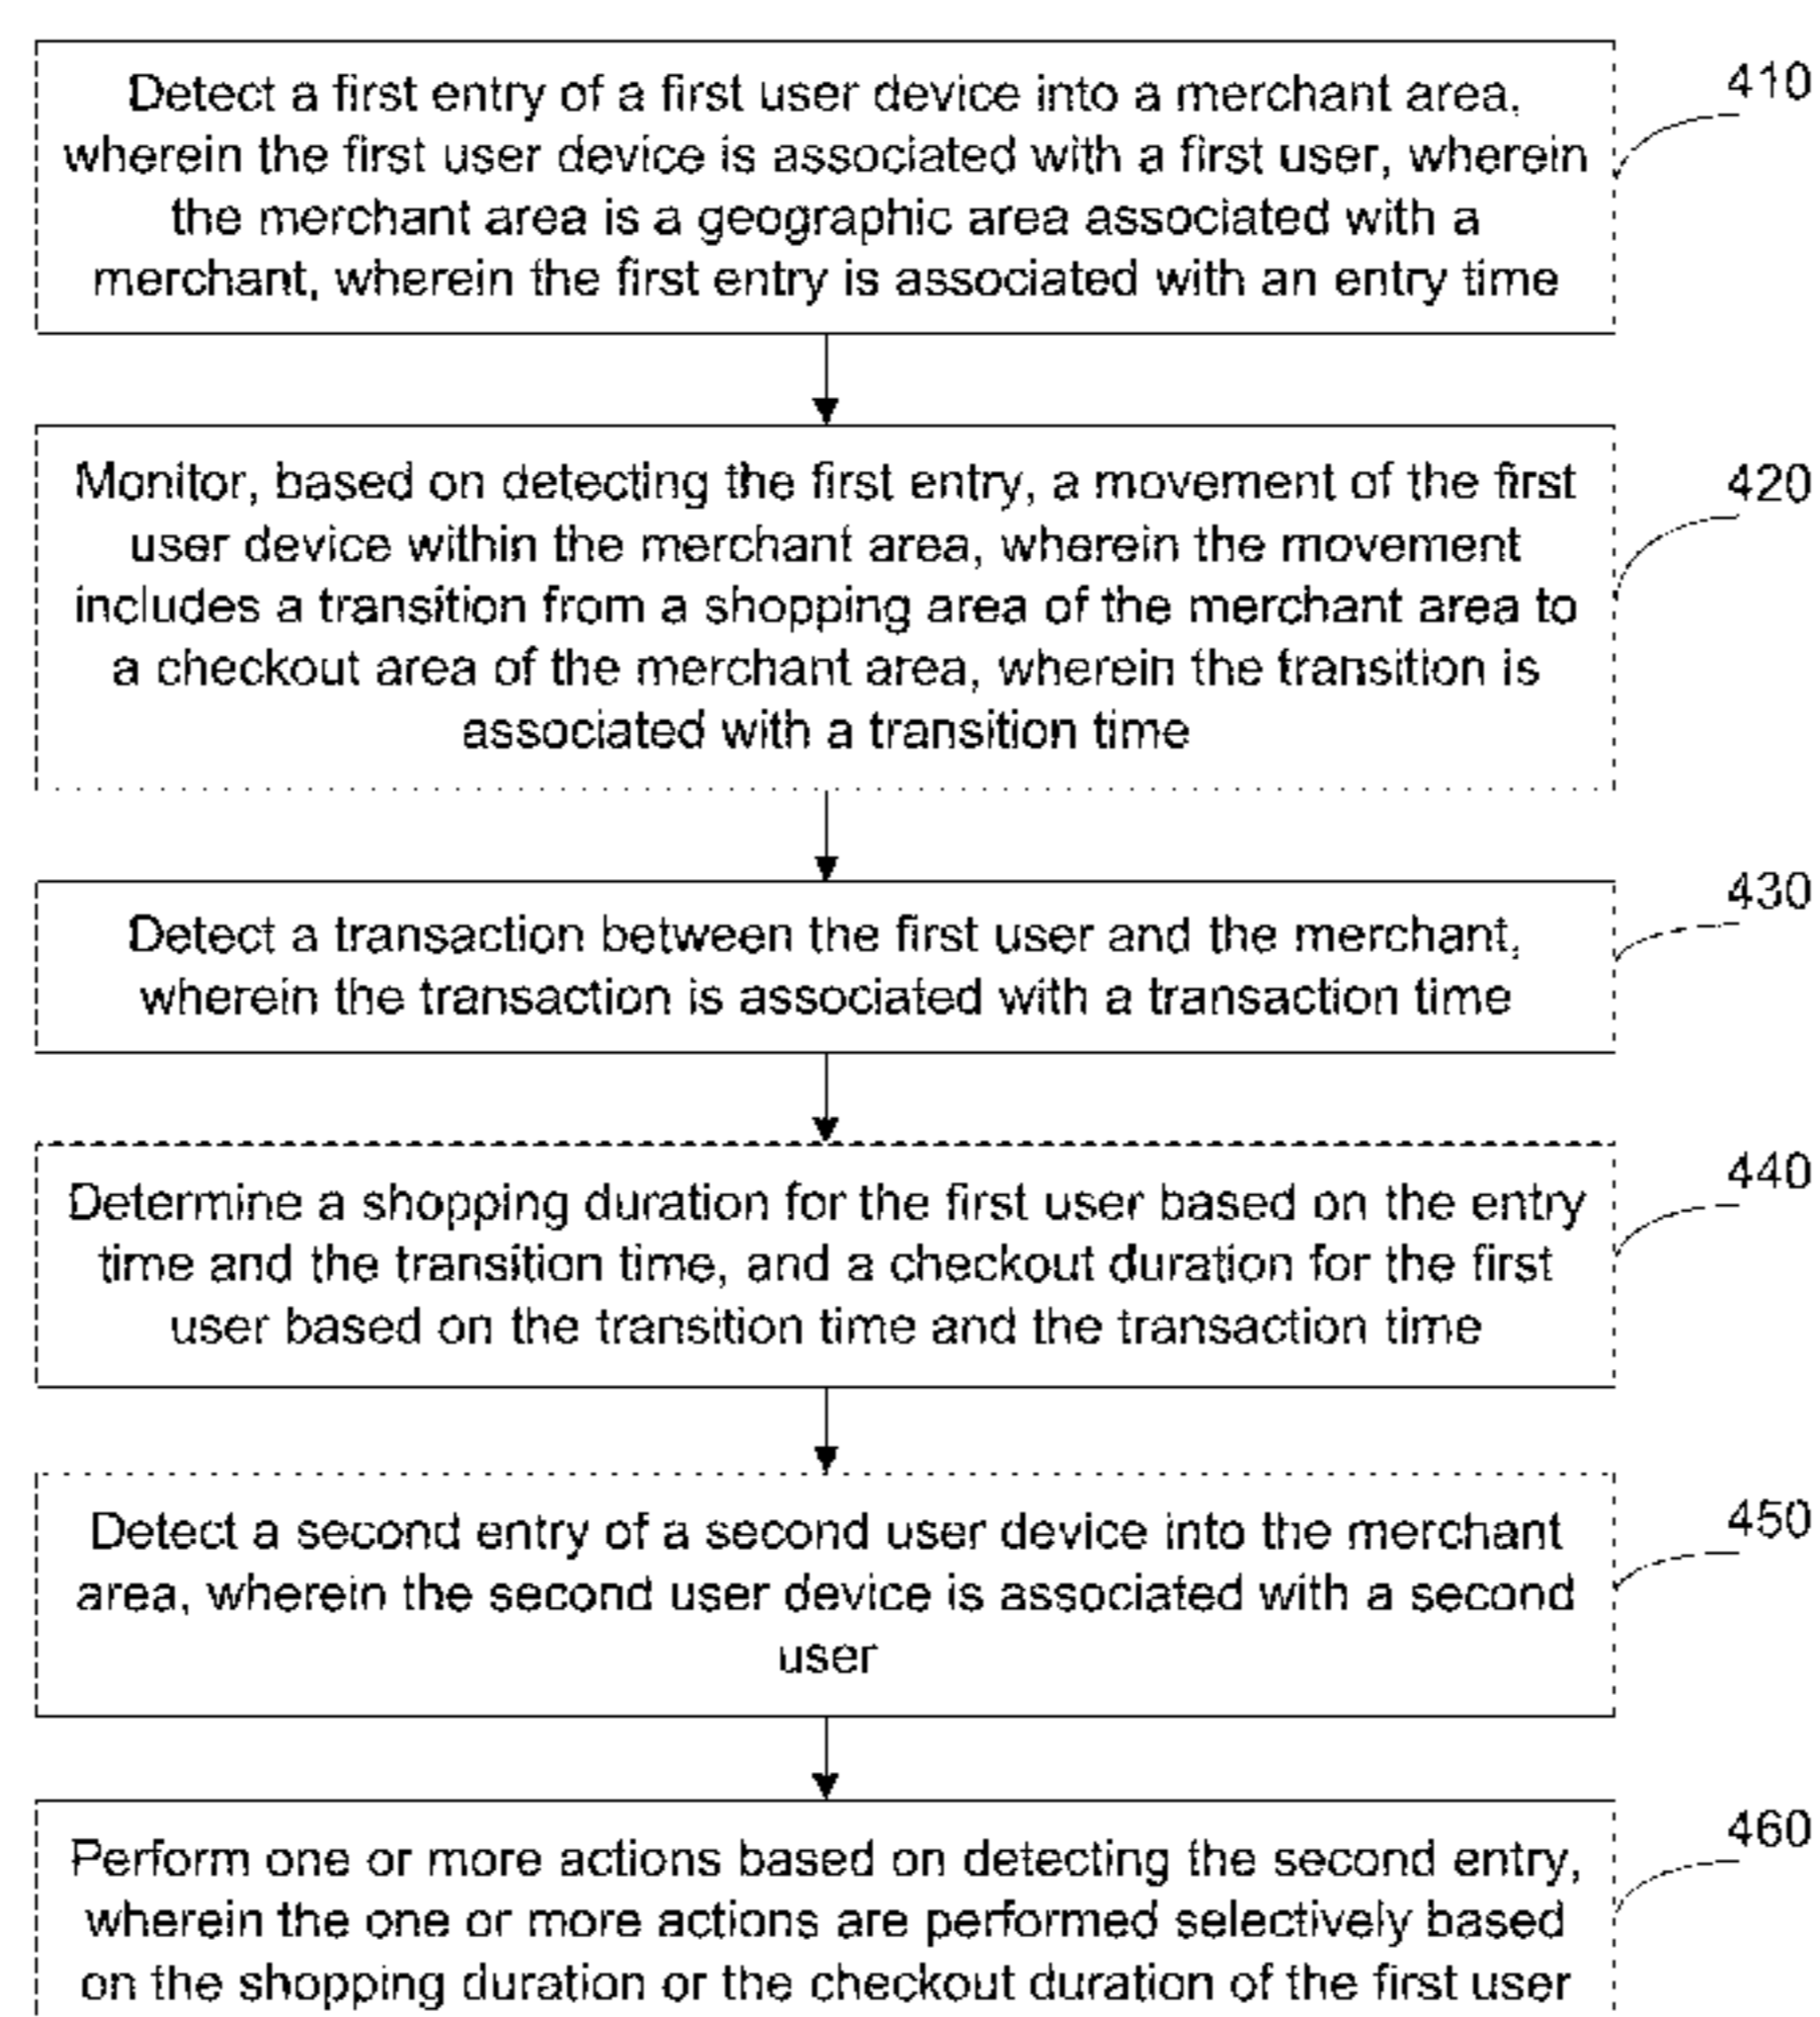 Detect a first entry of a first user device into a merchant area,
wherein the first user device is associated with a first user, wherein
the merchant area is a geographic area associated with a
merchant, wherein the first entry is associated with an entry time
410
Monitor, based on detecting the first entry, a movement of the first
user device within the merchant area, wherein the movement
includes a transition from a shopping area of the merchant area to
a checkout area of the merchant area, wherein the transition is
associated with a transition time
420
Detect a transaction between the first user and the merchant,
wherein the transaction is associated with a transaction time
430
Determine a shopping duration for the first user based on the entry
time and the transition time, and a checkout duration for the first
user based on the transition time and the transaction time
440
Detect a second entry of a second user device into the merchant
area, wherein the second user device is associated with a second
user
450
Perform one or more actions based on detecting the second entry,
wherein the one or more actions are performed selectively based
on the shopping duration or the checkout duration of the first user
460